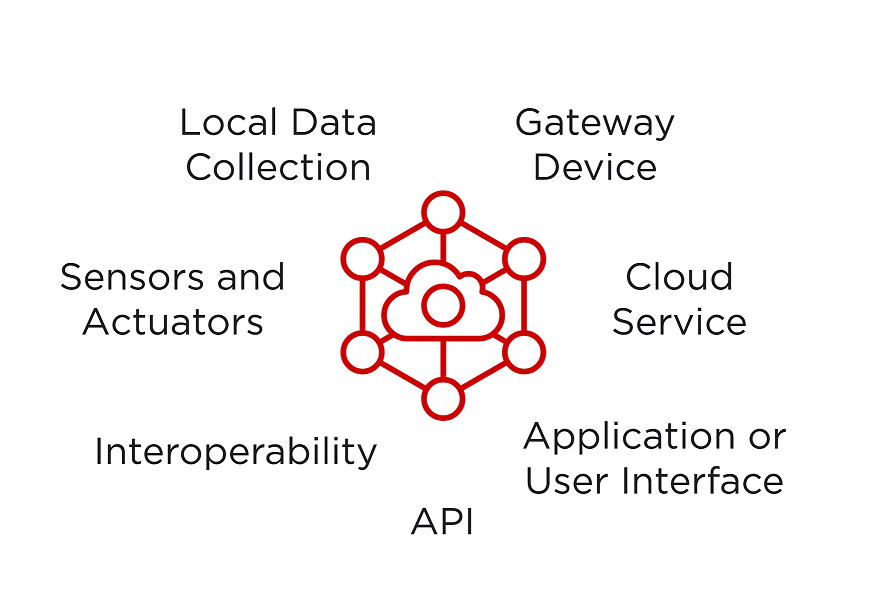 Local Data
Collection
Gateway
Device
Sensors and
Actuators
Cloud
Service
Interoperability
Application or
User Interface
API